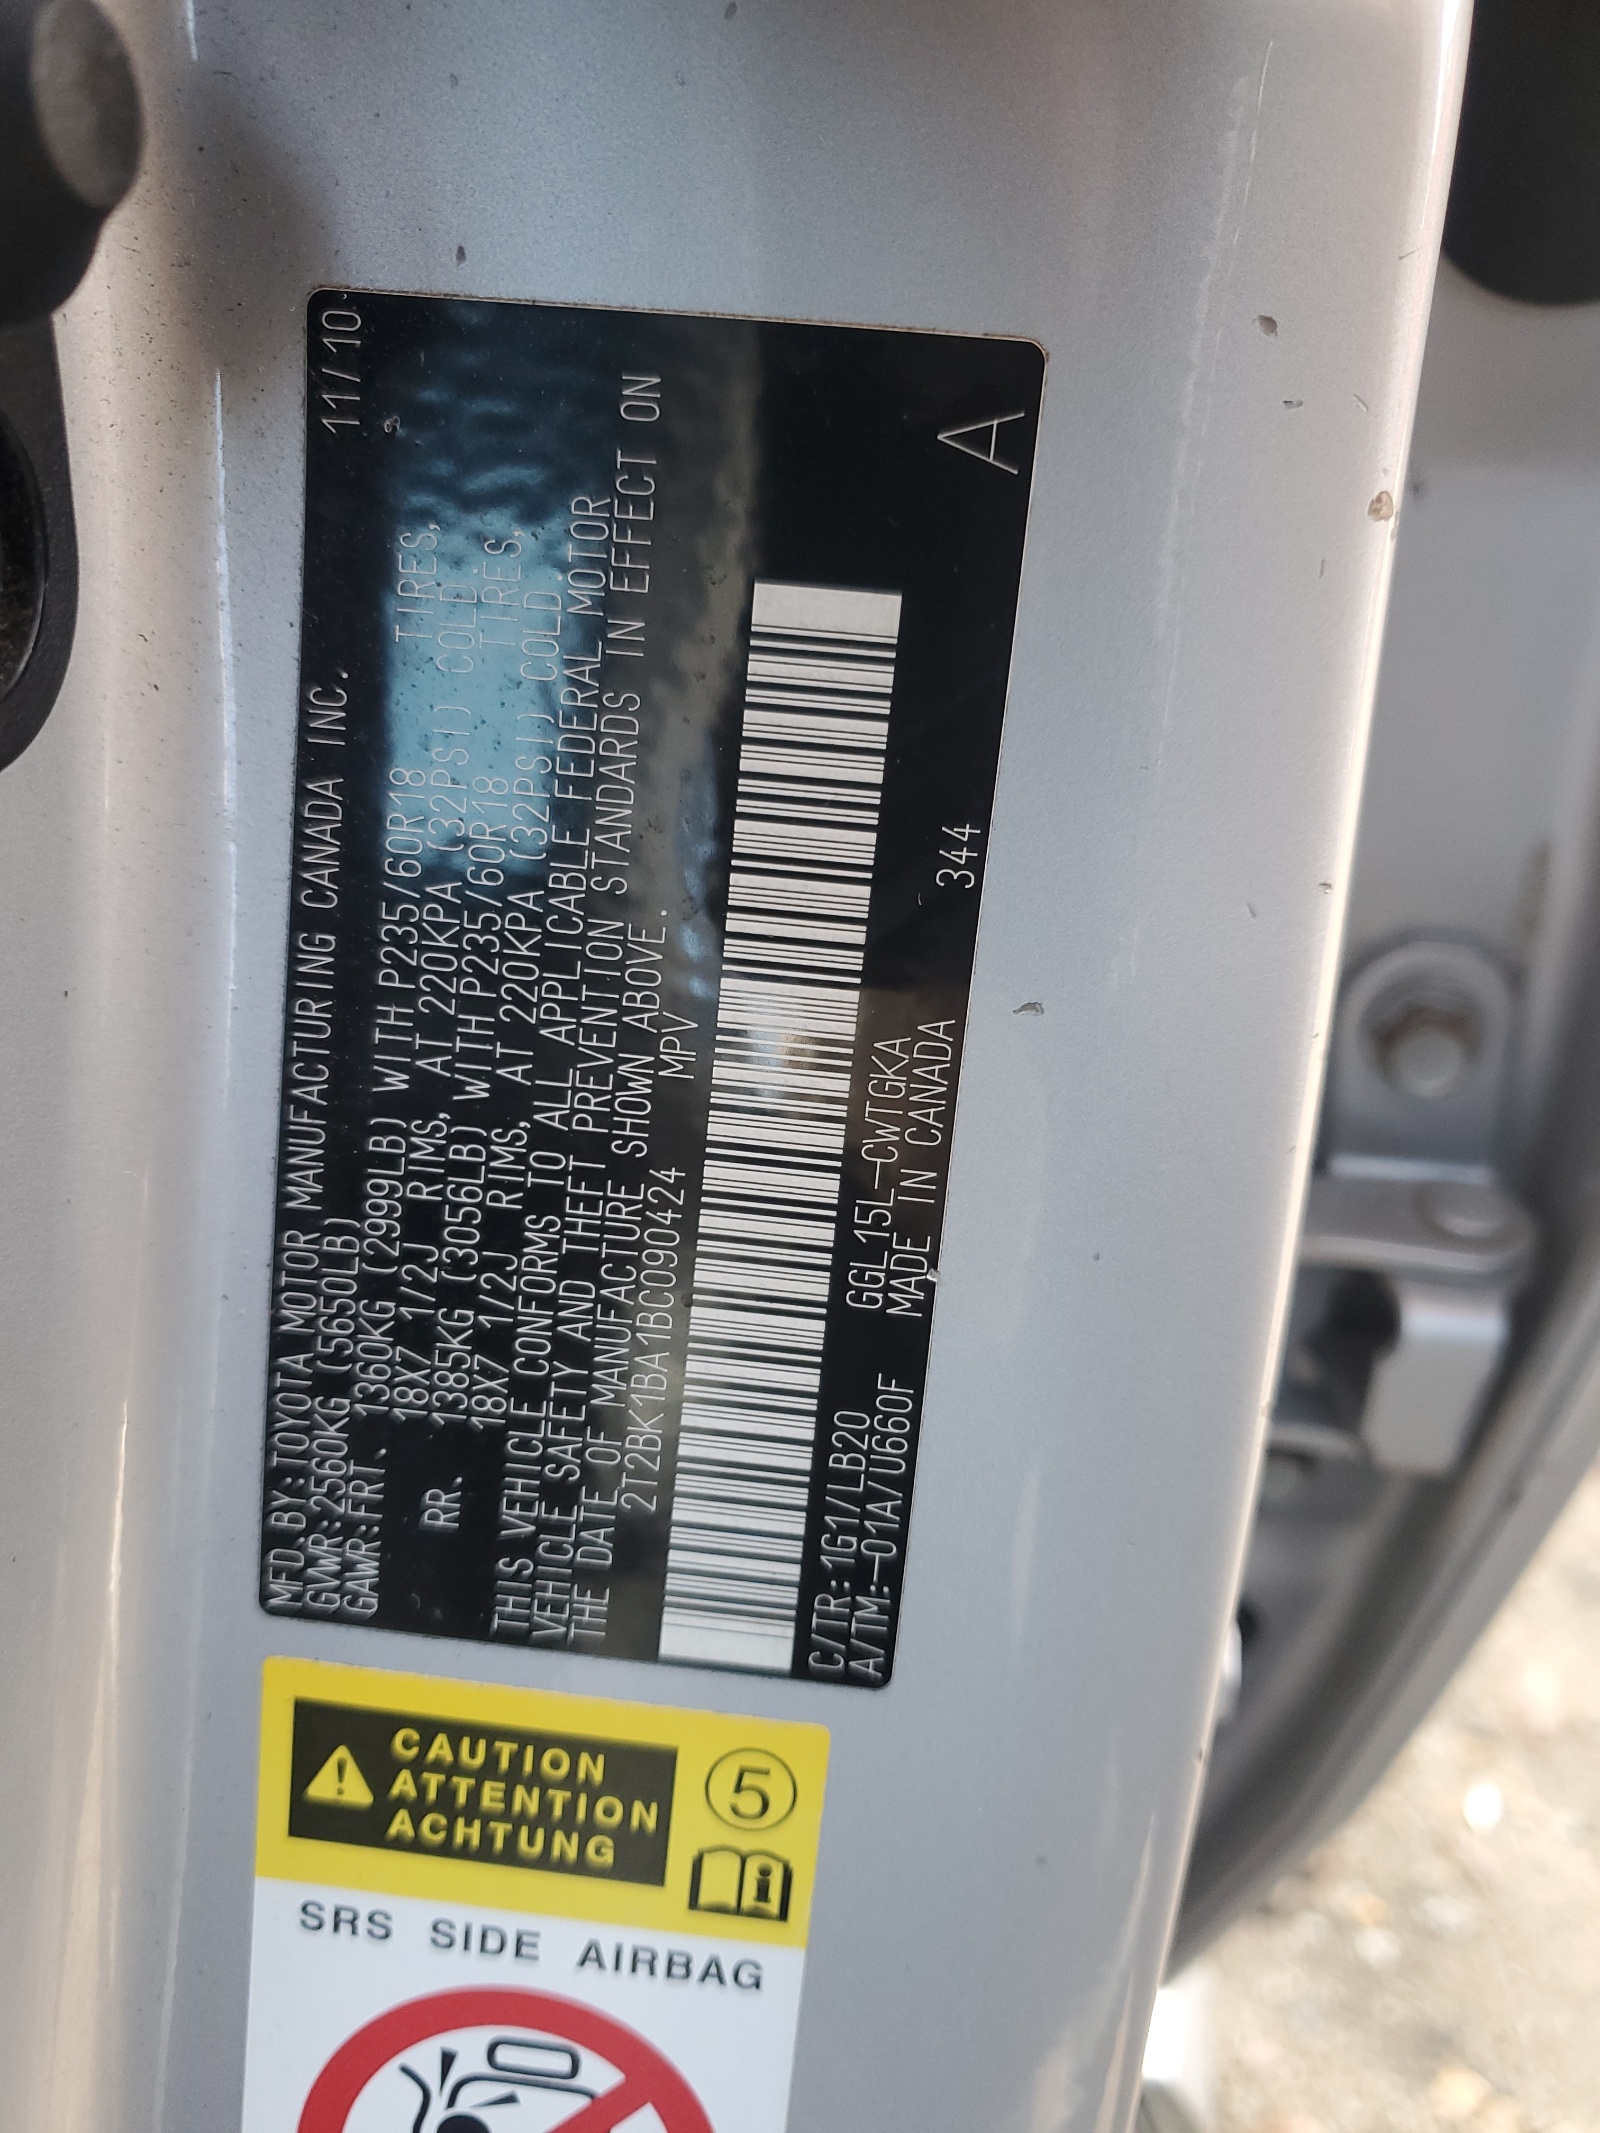 MFD.BY:TOYOTA MOTOR MANUFACTURING CANADA INC. 11/10
GVWR:2560KG (5650LB)
GAWR:FRT. 1360KG (2999LB) WITH P235/60R18 TIRES,
18X7 1/2J RIMS, AT 220KPA (32PSI) COLD
RR. 1385KG (3056LB) WITH P235/60R18 TIRES,
18X7 1/2J RIMS, AT 220KPA (32PSI) COLD.
THIS VEHICLE CONFORMS TO ALL APPLICABLE FEDERAL MOTOR
VEHICLE SAFETY AND THEFT PREVENTION STANDARDS IN EFFECT ON
THE DATE OF MANUFACTURE SHOWN ABOVE.
2T2BK1BA1BC090424 MPV
C/TR:1G1/LB20 GGL15L-CWTGKA
A/TM:-01A/U660F MADE IN CANADA 344
A
CAUTION
ATTENTION
ACHTUNG
5
i
SRS SIDE AIRBAG